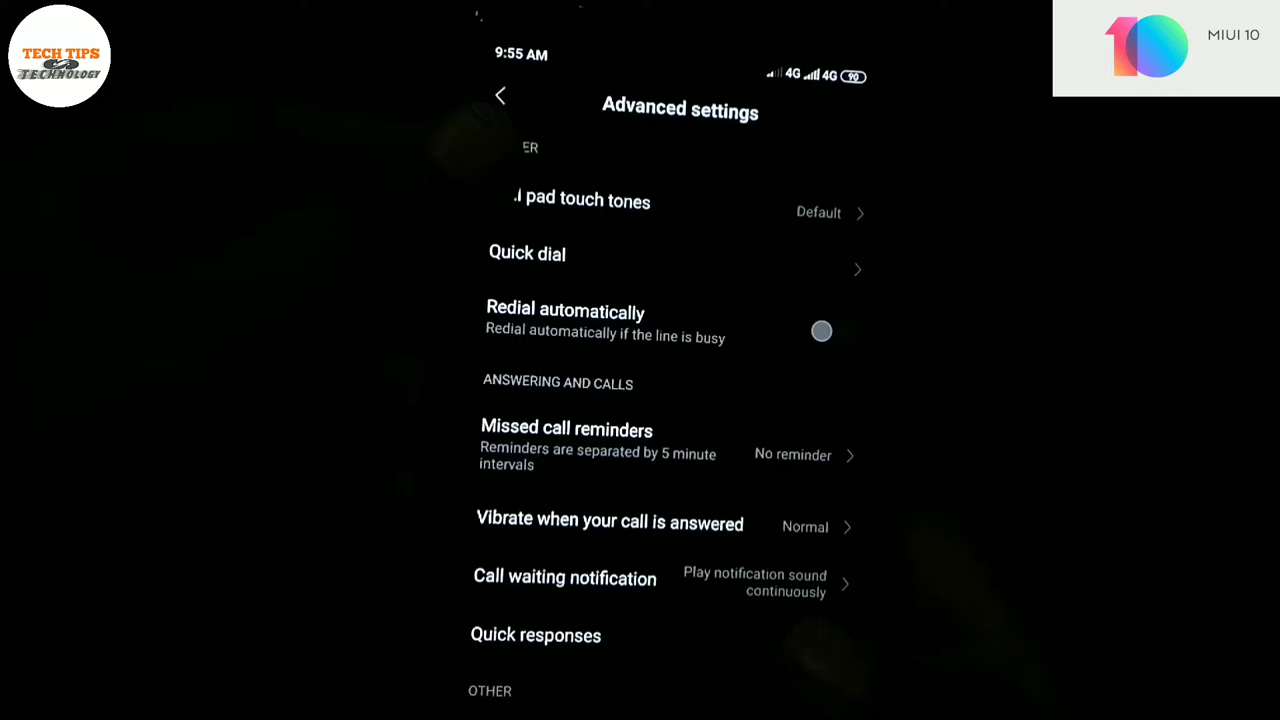 TECH TIPS
TECHNOLOGY
MIUI 10
9:55 AM
4G 4G 90
Advanced settings
ER
pad touch tones
Default
Quick dial
Redial automatically
Redial automatically if the line is busy
ANSWERING AND CALLS
Missed call reminders
Reminders are separated by 5 minute
intervals
No reminder
Vibrate when your call is answered
Normal
Call waiting notification
Play notification sound
continuously
Quick responses
OTHER